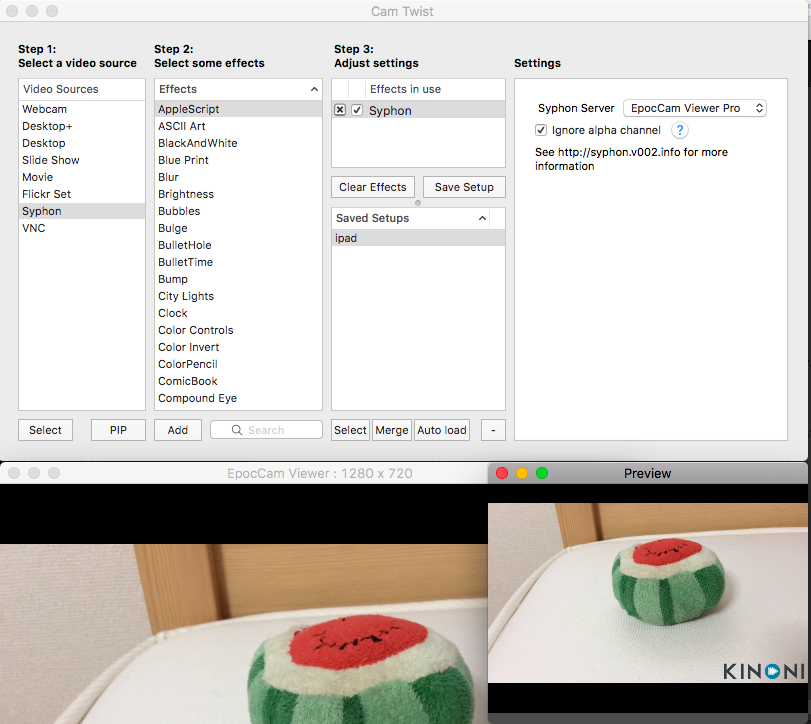 Cam Twist
Step 1:
Select a video source
Step 2:
Select some effects
Step 3:
Adjust settings
Settings
Video Sources
Webcam
Desktop+
Desktop
Slide Show
Movie
Flickr Set
Syphon
VNC
Effects
AppleScript
ASCII Art
BlackAndWhite
Blue Print
Blur
Brightness
Bubbles
Bulge
BulletHole
BulletTime
Bump
City Lights
Clock
Color Controls
Color Invert
ColorPencil
ComicBook
Compound Eye
Effects in use
Syphon
Clear Effects
Save Setup
Saved Setups
ipad
Syphon Server
EpocCam Viewer Pro
Ignore alpha channel
?
See http://syphon.v002.info for more
information
Select
PIP
Add
Search
Select
Merge
Auto load
-
EpocCam Viewer : 1280 x 720
Preview
KINONI